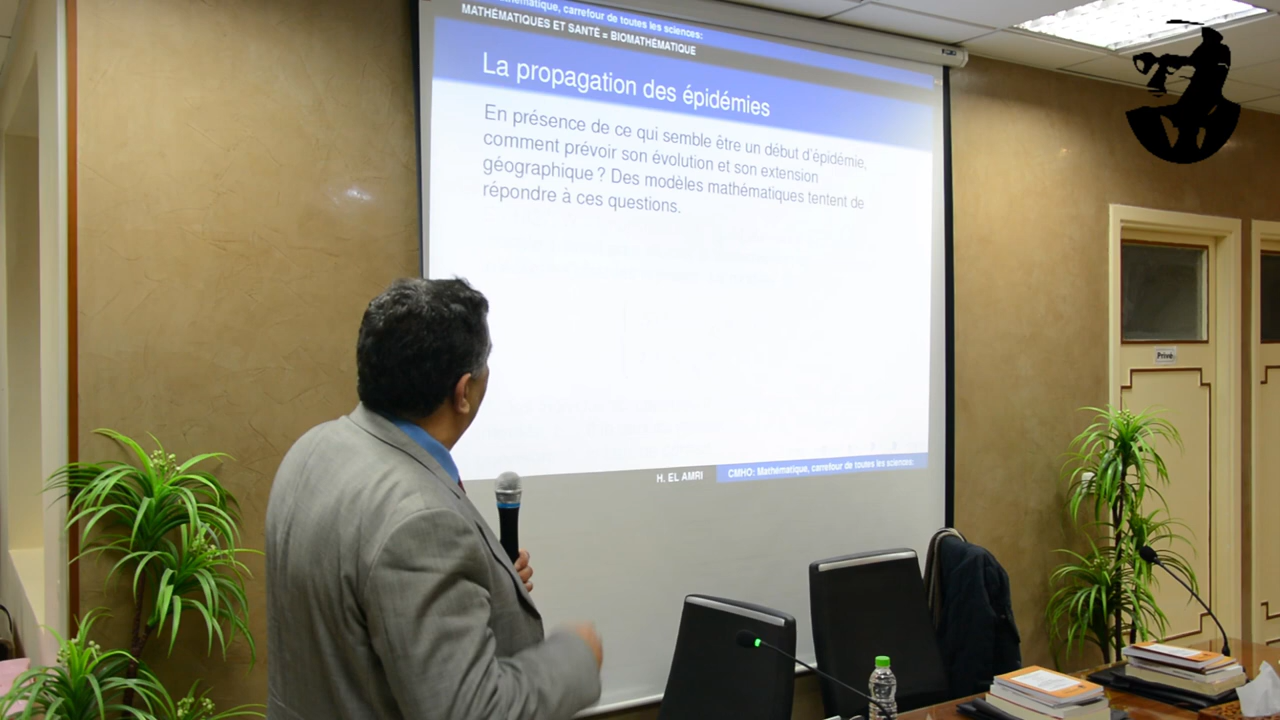 mathématique, carrefour de toutes les sciences:
MATHÉMATIQUES ET SANTÉ = BIOMATHÉMATIQUE
La propagation des épidémies
En présence de ce qui semble être un début d'épidémie,
comment prévoir son évolution et son extension
géographique ? Des modèles mathématiques tentent de
répondre à ces questions.
H. EL AMRI
CMHO: Mathématique, carrefour de toutes les sciences:
Privé